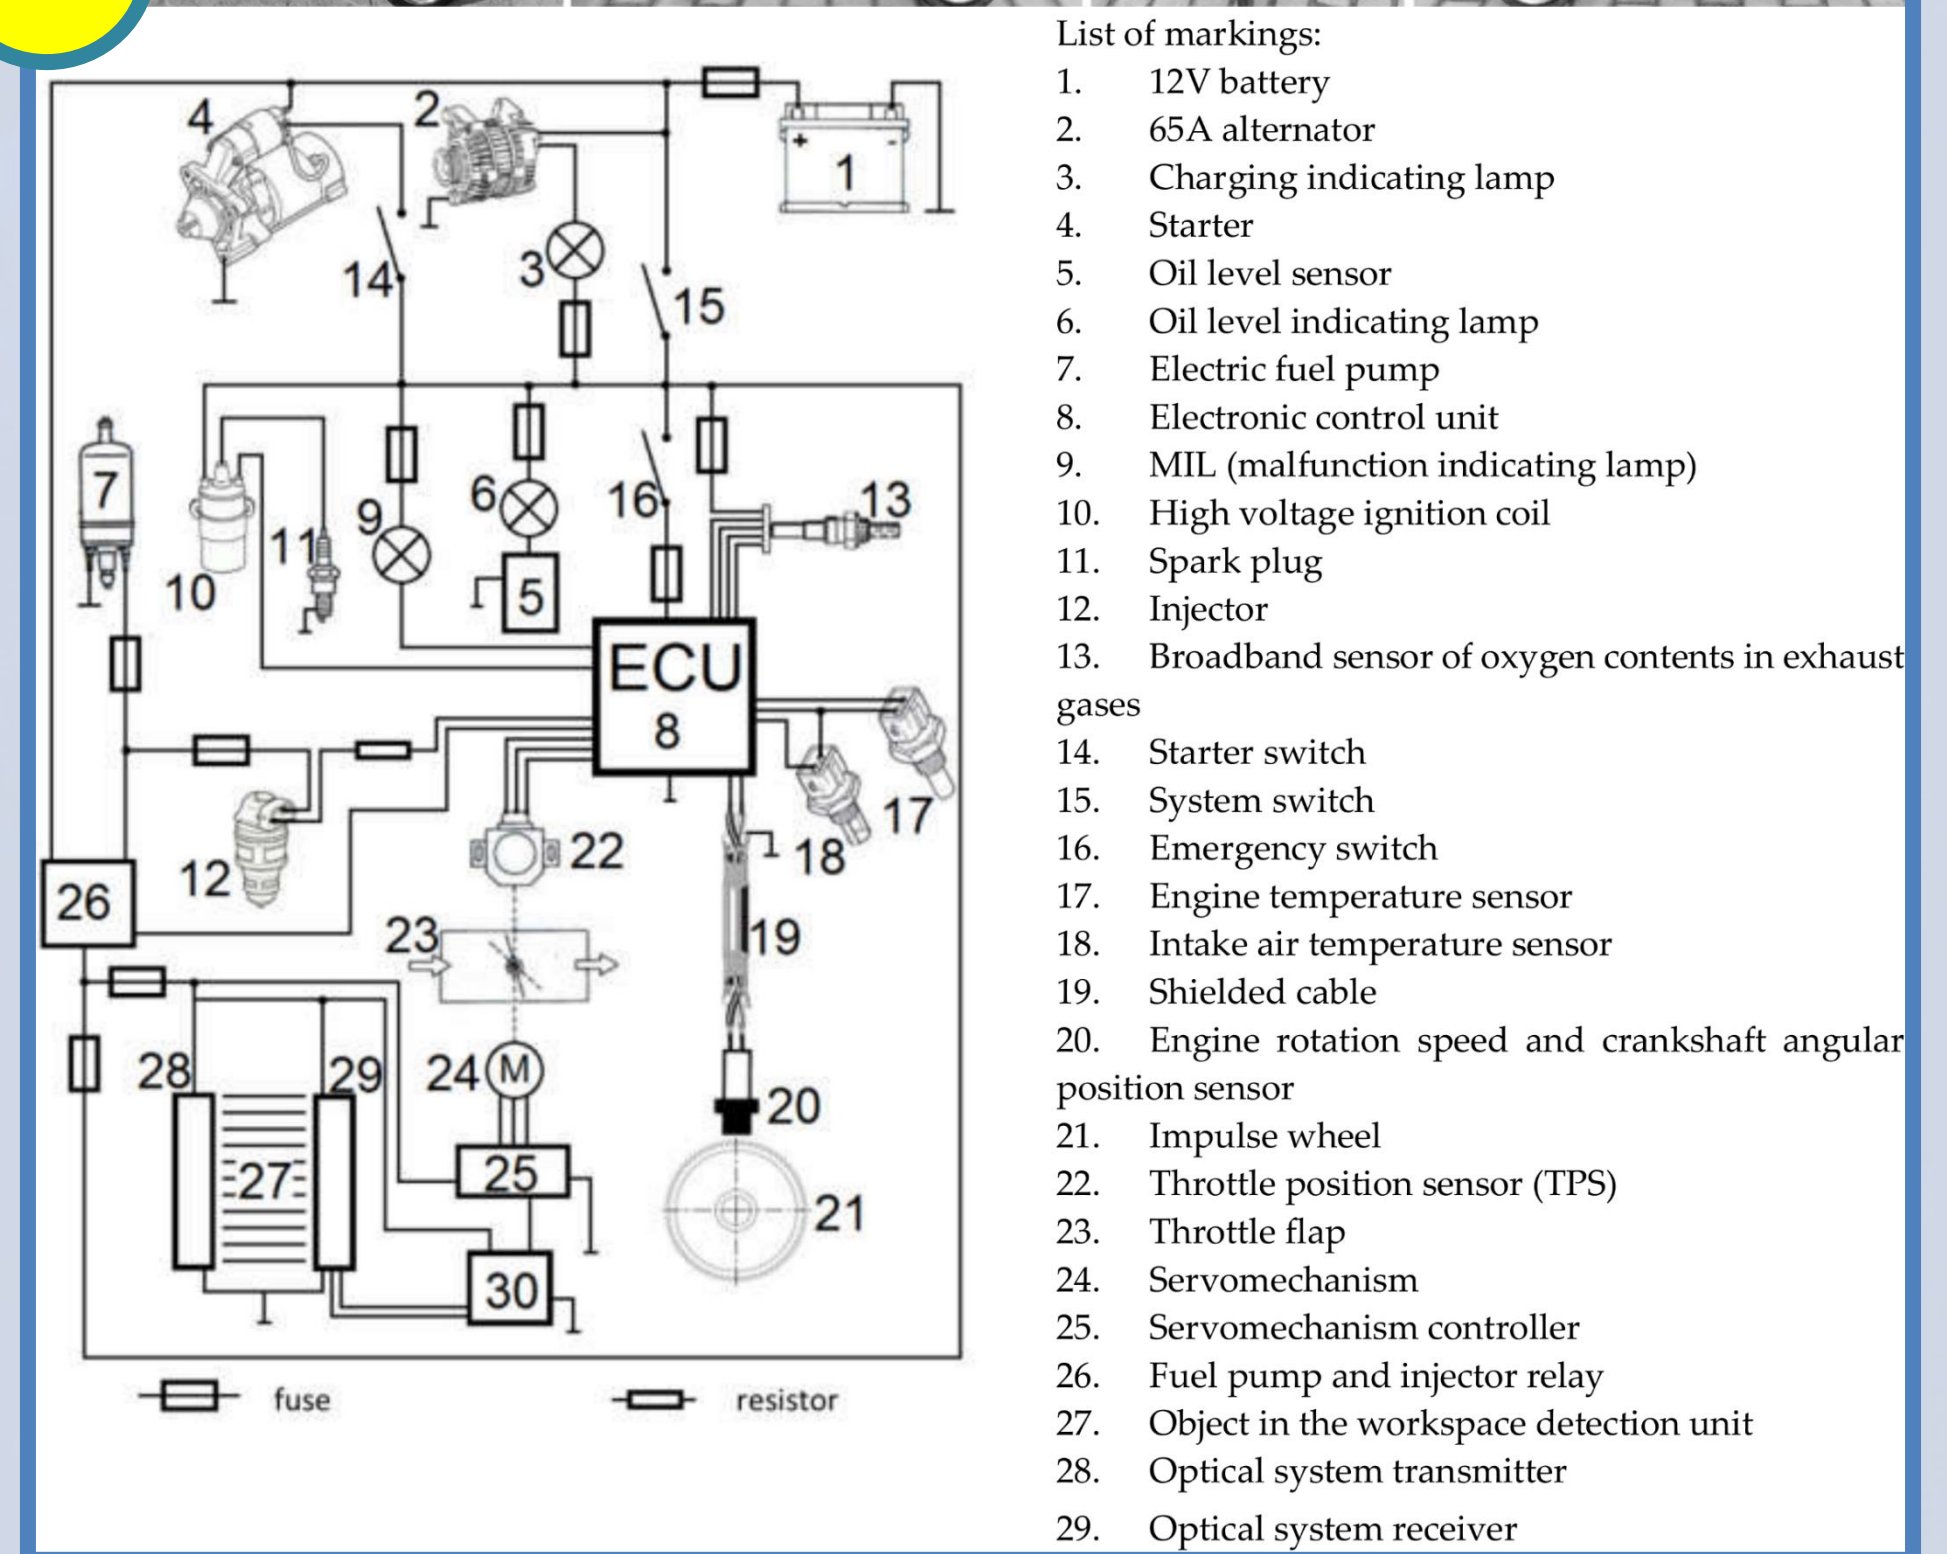 4
2
1
+
-
14
3
15
7
10
11
9
6
5
16
13
ECU
8
17
18
12
22
26
23
19
28
29
24
M
20
27
25
21
30
fuse
resistor
List of markings:
1. 12V battery
2. 65A alternator
3. Charging indicating lamp
4. Starter
5. Oil level sensor
6. Oil level indicating lamp
7. Electric fuel pump
8. Electronic control unit
9. MIL (malfunction indicating lamp)
10. High voltage ignition coil
11. Spark plug
12. Injector
13. Broadband sensor of oxygen contents in exhaust
gases
14. Starter switch
15. System switch
16. Emergency switch
17. Engine temperature sensor
18. Intake air temperature sensor
19. Shielded cable
20. Engine rotation speed and crankshaft angular
position sensor
21. Impulse wheel
22. Throttle position sensor (TPS)
23. Throttle flap
24. Servomechanism
25. Servomechanism controller
26. Fuel pump and injector relay
27. Object in the workspace detection unit
28. Optical system transmitter
29. Optical system receiver